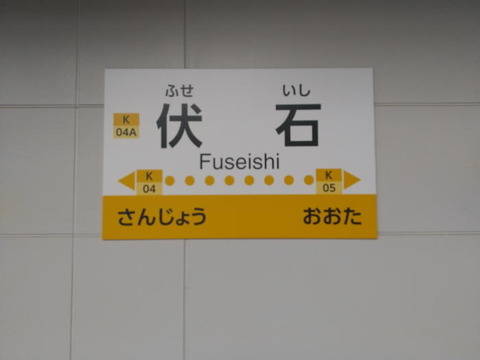 ふせ いし
K
04A
伏 石
Fuseishi
K
04
K
05
さんじょう おおた